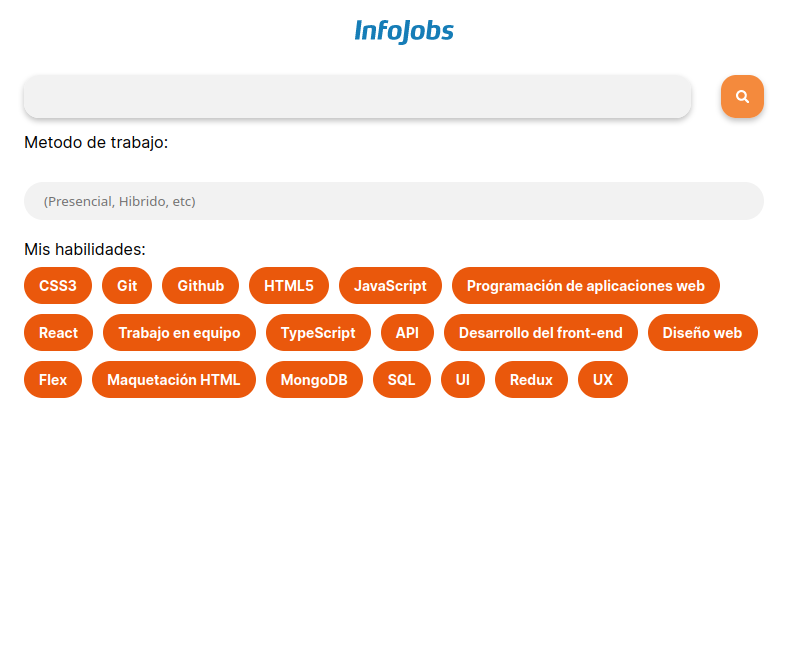 InfoJobs
Metodo de trabajo:
(Presencial, Hibrido, etc)
Mis habilidades:
CSS3 Git Github HTML5 JavaScript Programación de aplicaciones web
React Trabajo en equipo TypeScript API Desarrollo del front-end Diseño web
Flex Maquetación HTML MongoDB SQL UI Redux UX